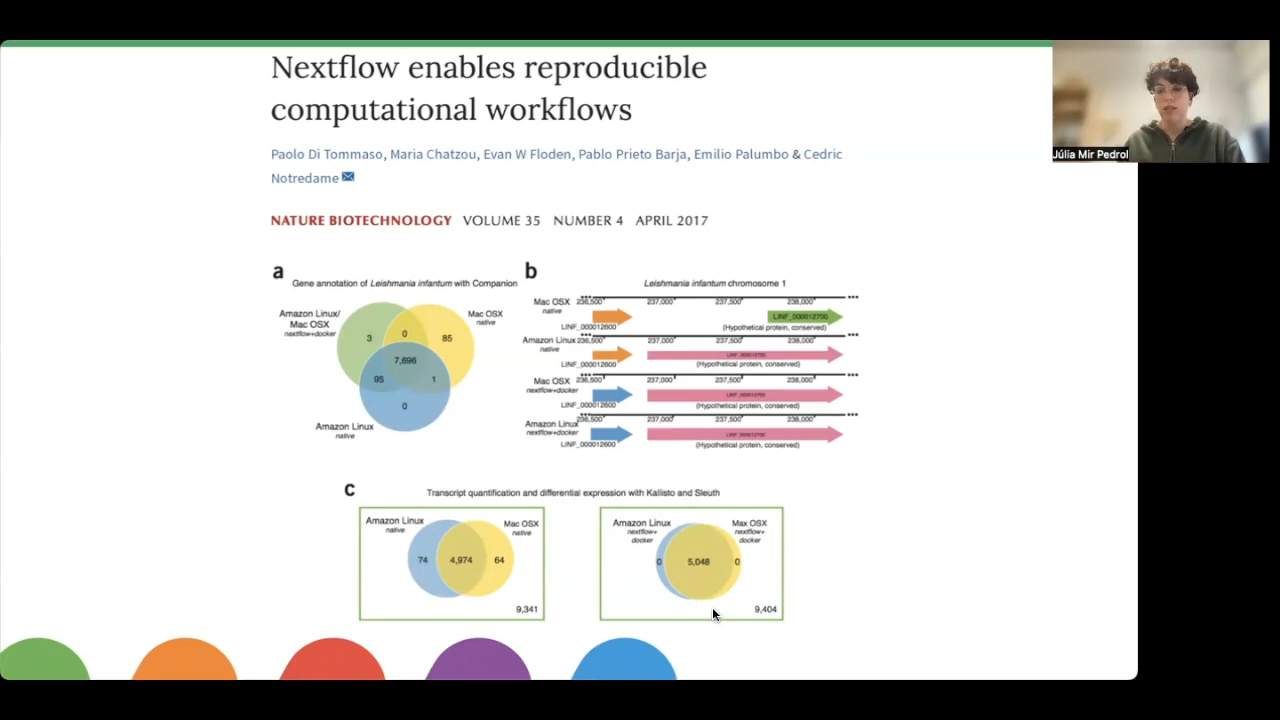 Nextflow enables reproducible
computational workflows
Paolo Di Tommaso, Maria Chatzou, Evan W Floden, Pablo Prieto Barja, Emilio Palumbo & Cedric
Notredame
NATURE BIOTECHNOLOGY VOLUME 35 NUMBER 4 APRIL 2017
Júlia Mir Pedrol
a
Gene annotation of Leishmania infantum with Companion
Amazon Linux/
Mac OSX
nextflow+docker
Mac OSX
native
3
0
85
7,696
95
1
0
Amazon Linux
native
b
Leishmania infantum chromosome 1
Mac OSX
native
236,500 237,000 237,500 238,000
LINF_000012700
LINF_000012600
(Hypothetical protein, conserved)
Amazon Linux
native
236,500 237,000 237,500 238,000
LINF_000012700
LINF_000012600
(Hypothetical protein, conserved)
Mac OSX
nextflow+docker
236,500 237,000 237,500 238,000
LINF_000012700
LINF_000012600
(Hypothetical protein, conserved)
Amazon Linux
nextflow+docker
236,500 237,000 237,500 238,000
LINF_000012700
LINF_000012600
(Hypothetical protein, conserved)
c
Transcript quantification and differential expression with Kallisto and Sleuth
Amazon Linux
native
Mac OSX
native
74
4,974
64
9,341
Amazon Linux
nextflow+
docker
Max OSX
nextflow+
docker
0
5,048
0
9,404